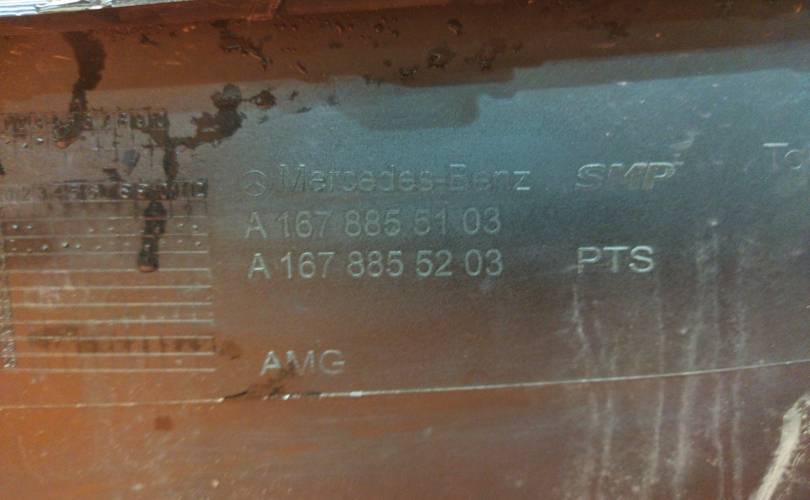 Mercedes-Benz SMP
A 167 885 51 03
A 167 885 52 03 PTS
AMG